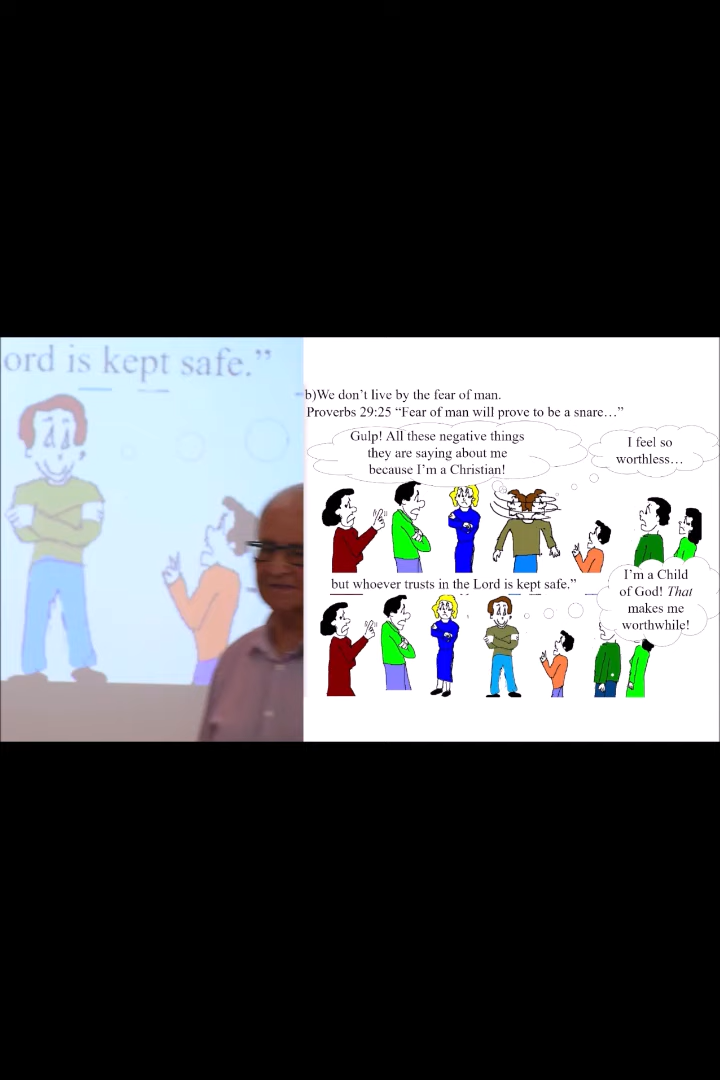 ord is kept safe.”
b)We don’t live by the fear of man.
Proverbs 29:25 “Fear of man will prove to be a snare…”
Gulp! All these negative things
they are saying about me
because I’m a Christian!
I feel so
worthless…
but whoever trusts in the Lord is kept safe.”
I’m a Child
of God! That
makes me
worthwhile!